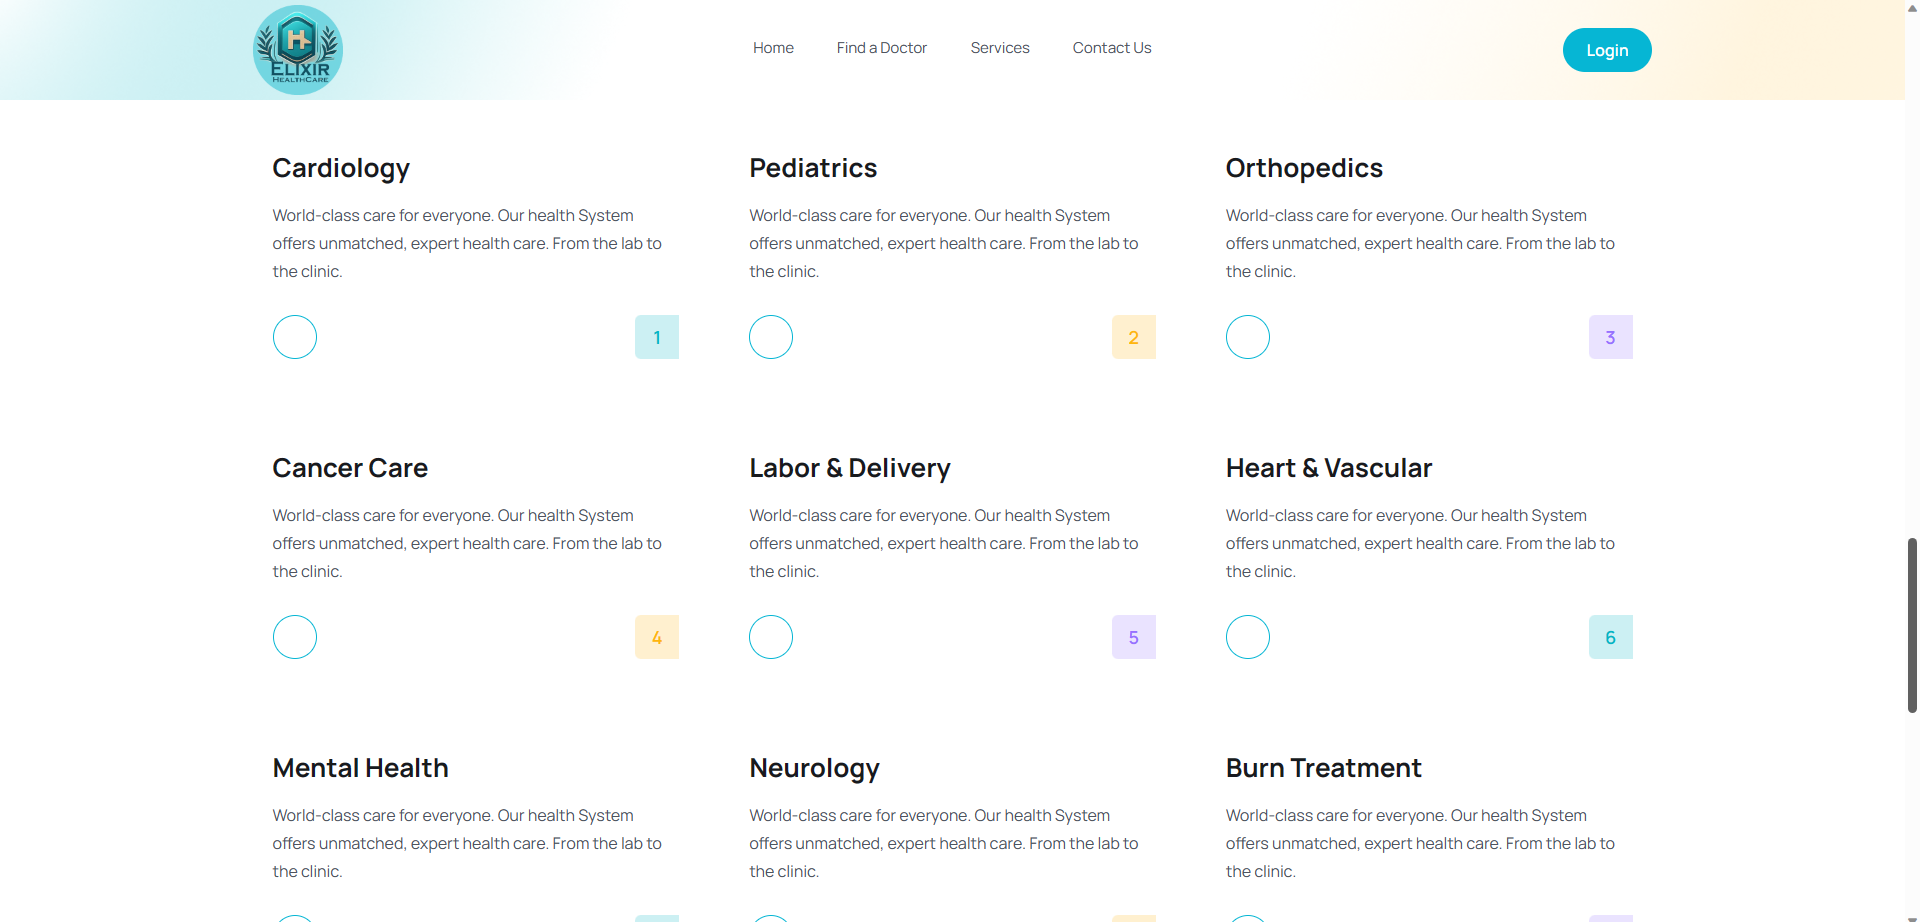 H
ELIXIR
HEALTHCARE
Home
Find a Doctor
Services
Contact Us
Login
Cardiology
World-class care for everyone. Our health System
offers unmatched, expert health care. From the lab to
the clinic.
1
Pediatrics
World-class care for everyone. Our health System
offers unmatched, expert health care. From the lab to
the clinic.
2
Orthopedics
World-class care for everyone. Our health System
offers unmatched, expert health care. From the lab to
the clinic.
3
Cancer Care
World-class care for everyone. Our health System
offers unmatched, expert health care. From the lab to
the clinic.
4
Labor & Delivery
World-class care for everyone. Our health System
offers unmatched, expert health care. From the lab to
the clinic.
5
Heart & Vascular
World-class care for everyone. Our health System
offers unmatched, expert health care. From the lab to
the clinic.
6
Mental Health
World-class care for everyone. Our health System
offers unmatched, expert health care. From the lab to
the clinic.
Neurology
World-class care for everyone. Our health System
offers unmatched, expert health care. From the lab to
the clinic.
Burn Treatment
World-class care for everyone. Our health System
offers unmatched, expert health care. From the lab to
the clinic.